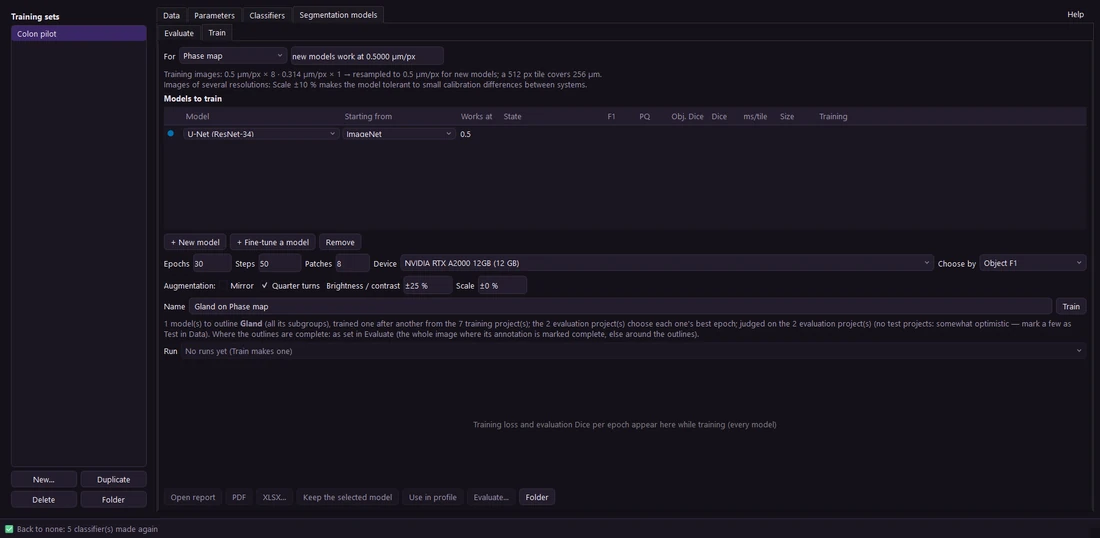 Training sets
Data Parameters Classifiers Segmentation models Help
Colon pilot
Evaluate Train
For Phase map new models work at 0.5000 µm/px
Training images: 0.5 µm/px × 8 · 0.314 µm/px × 1 → resampled to 0.5 µm/px for new models; a 512 px tile covers 256 µm.
Images of several resolutions: Scale ±10 % makes the model tolerant to small calibration differences between systems.
Models to train
Model Starting from Works at State F1 PQ Obj. Dice Dice ms/tile Size Training
U-Net (ResNet-34) ImageNet 0.5
+ New model + Fine-tune a model Remove
Epochs 30 Steps 50 Patches 8 Device NVIDIA RTX A2000 12GB (12 GB) Choose by Object F1
Augmentation: Mirror ✓ Quarter turns Brightness / contrast ±25 % Scale ±0 %
Name Gland on Phase map Train
1 model(s) to outline Gland (all its subgroups), trained one after another from the 7 training project(s); the 2 evaluation project(s) choose each one's best epoch; judged on the 2 evaluation project(s) (no test projects: somewhat optimistic — mark a few as
Test in Data). Where the outlines are complete: as set in Evaluate (the whole image where its annotation is marked complete, else around the outlines).
Run No runs yet (Train makes one)
Training loss and evaluation Dice per epoch appear here while training (every model)
New... Duplicate
Delete Folder
Open report PDF XLSX... Keep the selected model Use in profile Evaluate... Folder
Back to none: 5 classifier(s) made again